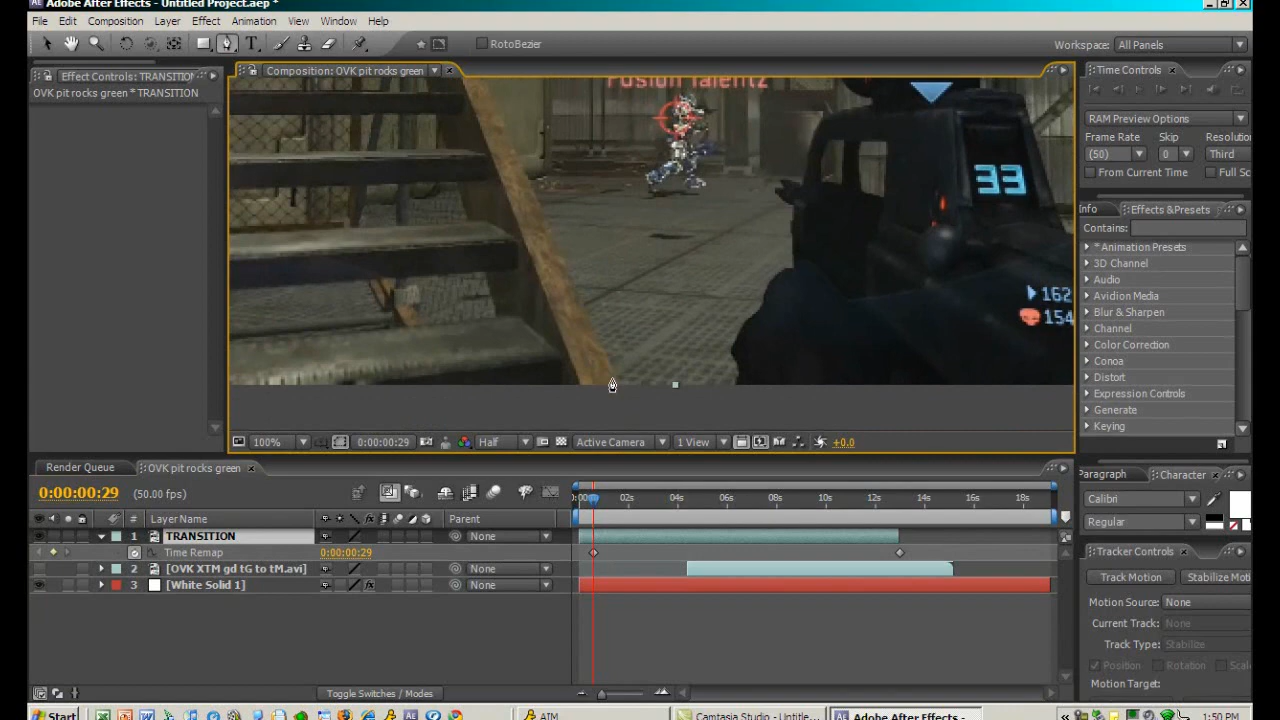 Adobe After Effects - Untitled Project.aep *
File Edit Composition Layer Effect Animation View Window Help
RotoBezier
Workspace: All Panels
Effect Controls: TRANSITION
OVK pit rocks green * TRANSITION
Composition: OVK pit rocks green
Fusion Talentz
33
162
154
100%
0:00:00:29
Half
Active Camera
1 View
+0.0
Time Controls
RAM Preview Options
Frame Rate Skip Resolu
(50) 0 Third
From Current Time Full Sc
Info Effects & Presets
Contains:
* Animation Presets
3D Channel
Audio
Avidion Media
Blur & Sharpen
Channel
Color Correction
Conoa
Distort
Expression Controls
Generate
Keying
Render Queue OVK pit rocks green
0:00:00:29 (50.00 fps)
02s 04s 06s 08s 10s 12s 14s 16s 18s
# Layer Name Parent
1 TRANSITION None
Time Remap 0:00:00:29
2 [OVK XTM gd tG to tM.avi] None
3 [White Solid 1] None
Toggle Switches / Modes
Paragraph Character
Calibri
Regular
Tracker Controls
Track Motion Stabilize Moti
Motion Source: None
Current Track: None
Track Type: Stabilize
Position Rotation Scale
Motion Target:
Start
AIM
Camtasia Studio - Untitle...
Adobe After Effects -...
1:50 PM